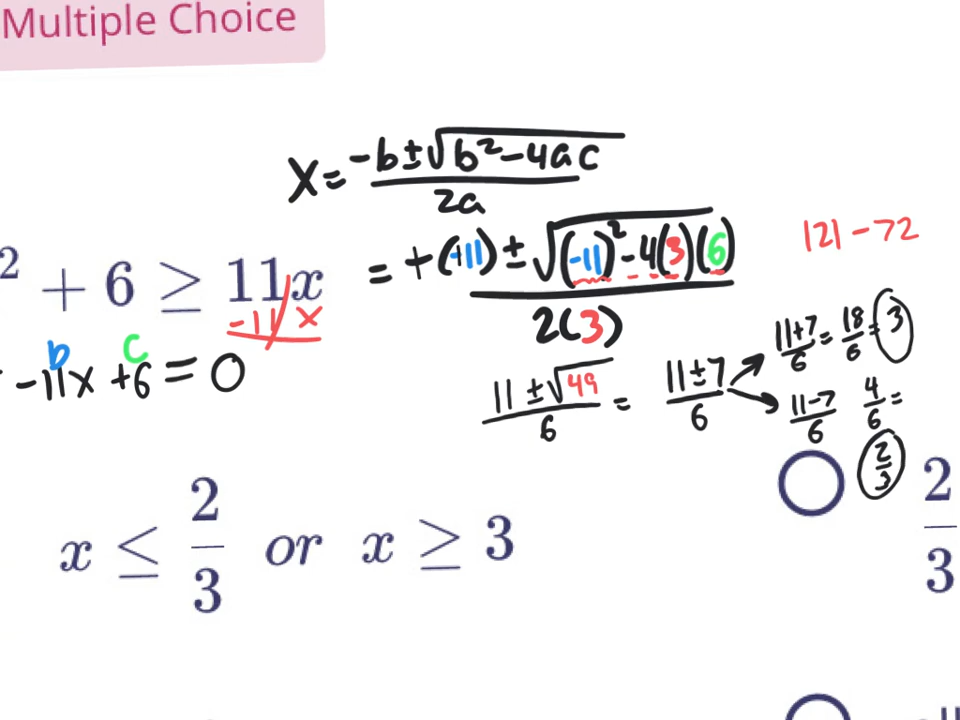 Multiple Choice
x = -b ± √b² - 4ac / 2a
² + 6 ≥ 11x
-11x
= +(+11) ± √(-11)² - 4(3)(6) / 2(3)
121 - 72
b c
-11x + 6 = 0
11 ± √49 / 6 = 11 ± 7 / 6
11+7 / 6 = 18 / 6 = 3
11-7 / 6 4 / 6 =
2/3
x ≤ 2/3 or x ≥ 3
2/3